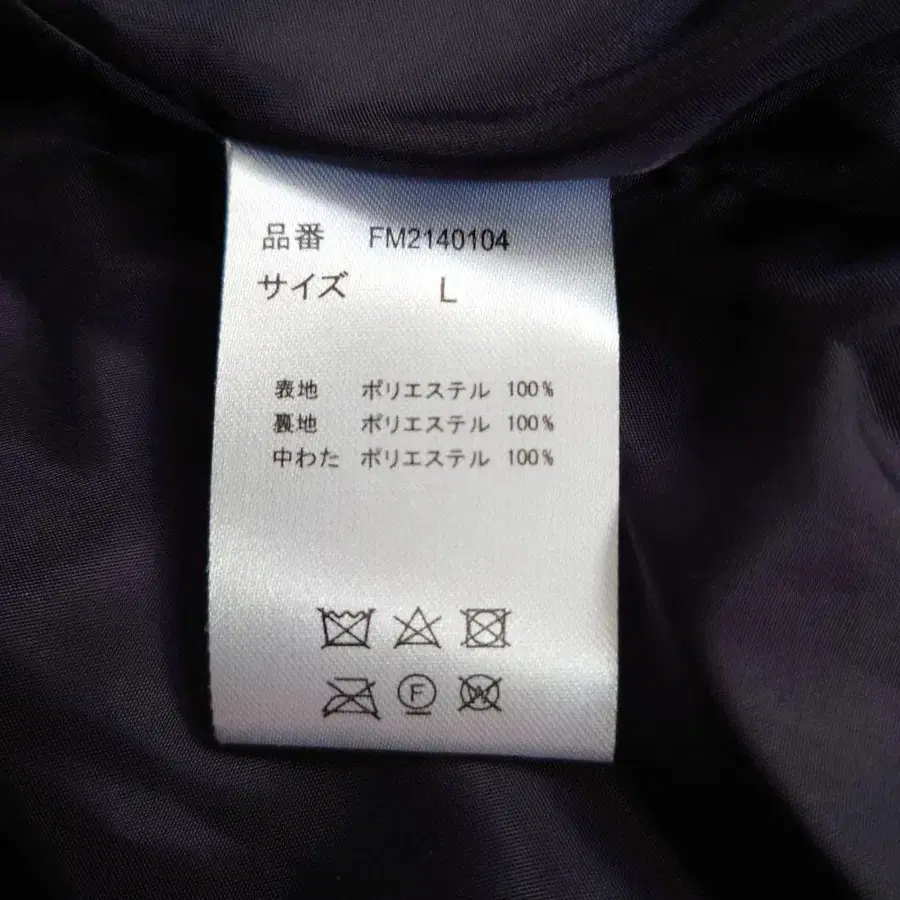 品番 FM2140104
サイズ L
表地 ポリエステル 100%
裏地 ポリエステル 100%
中わた ポリエステル 100%
F W